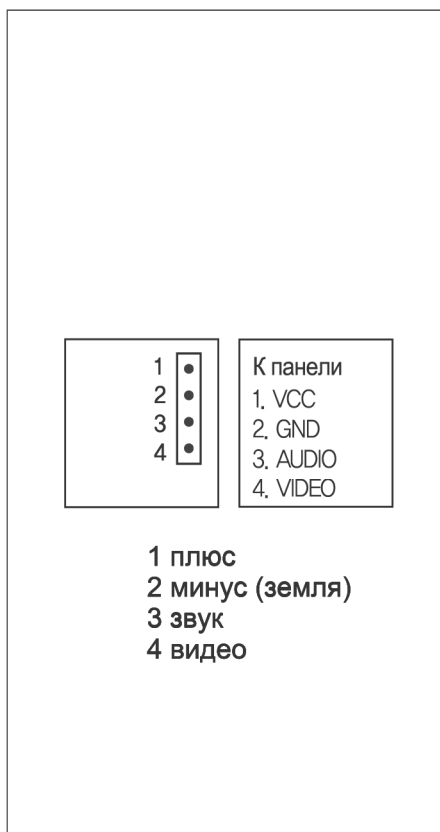 1
2
3
4
К панели
1. VCC
2. GND
3. AUDIO
4. VIDEO
1 плюс
2 минус (земля)
3 звук
4 видео